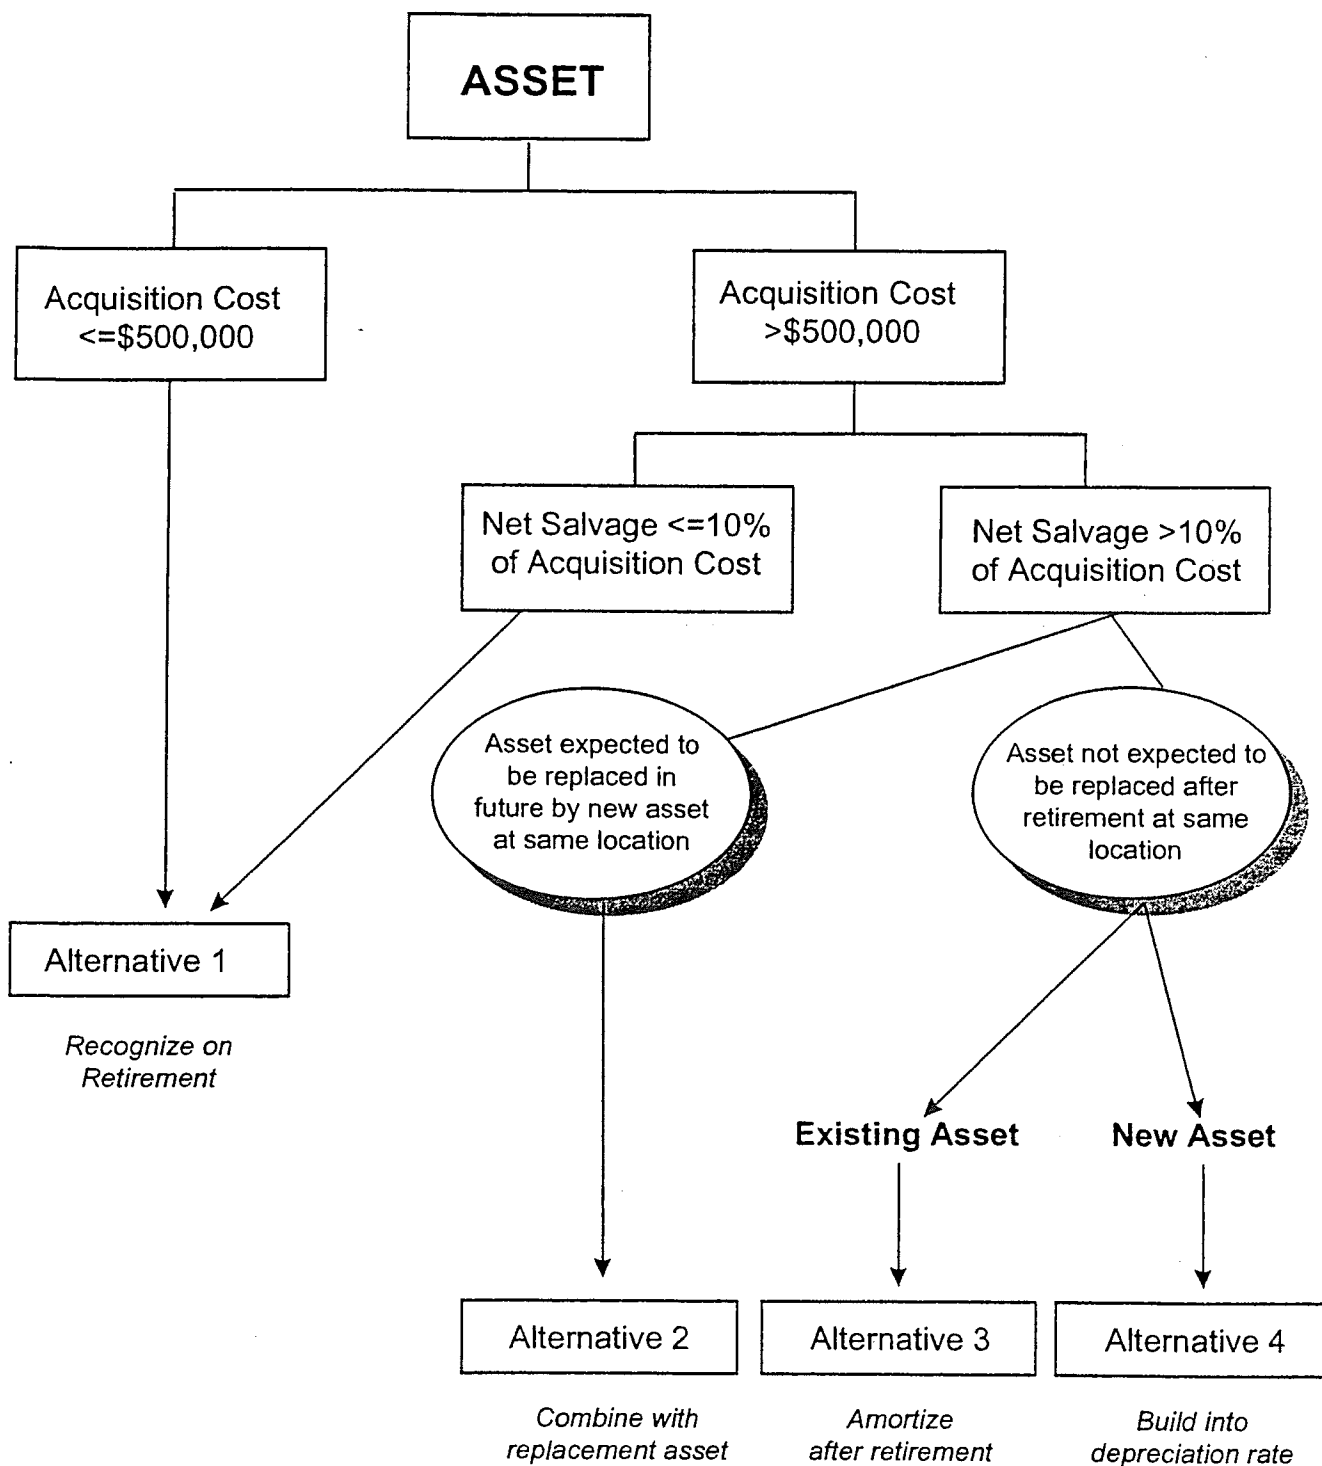 ASSET
Acquisition Cost
<=$500,000
Acquisition Cost
>$500,000
Net Salvage <=10%
of Acquisition Cost
Net Salvage >10%
of Acquisition Cost
Asset expected to
be replaced in
future by new asset
at same location
Asset not expected to
be replaced after
retirement at same
location
Alternative 1
Recognize on
Retirement
Existing Asset
New Asset
Alternative 2
Alternative 3
Alternative 4
Combine with
replacement asset
Amortize
after retirement
Build into
depreciation rate